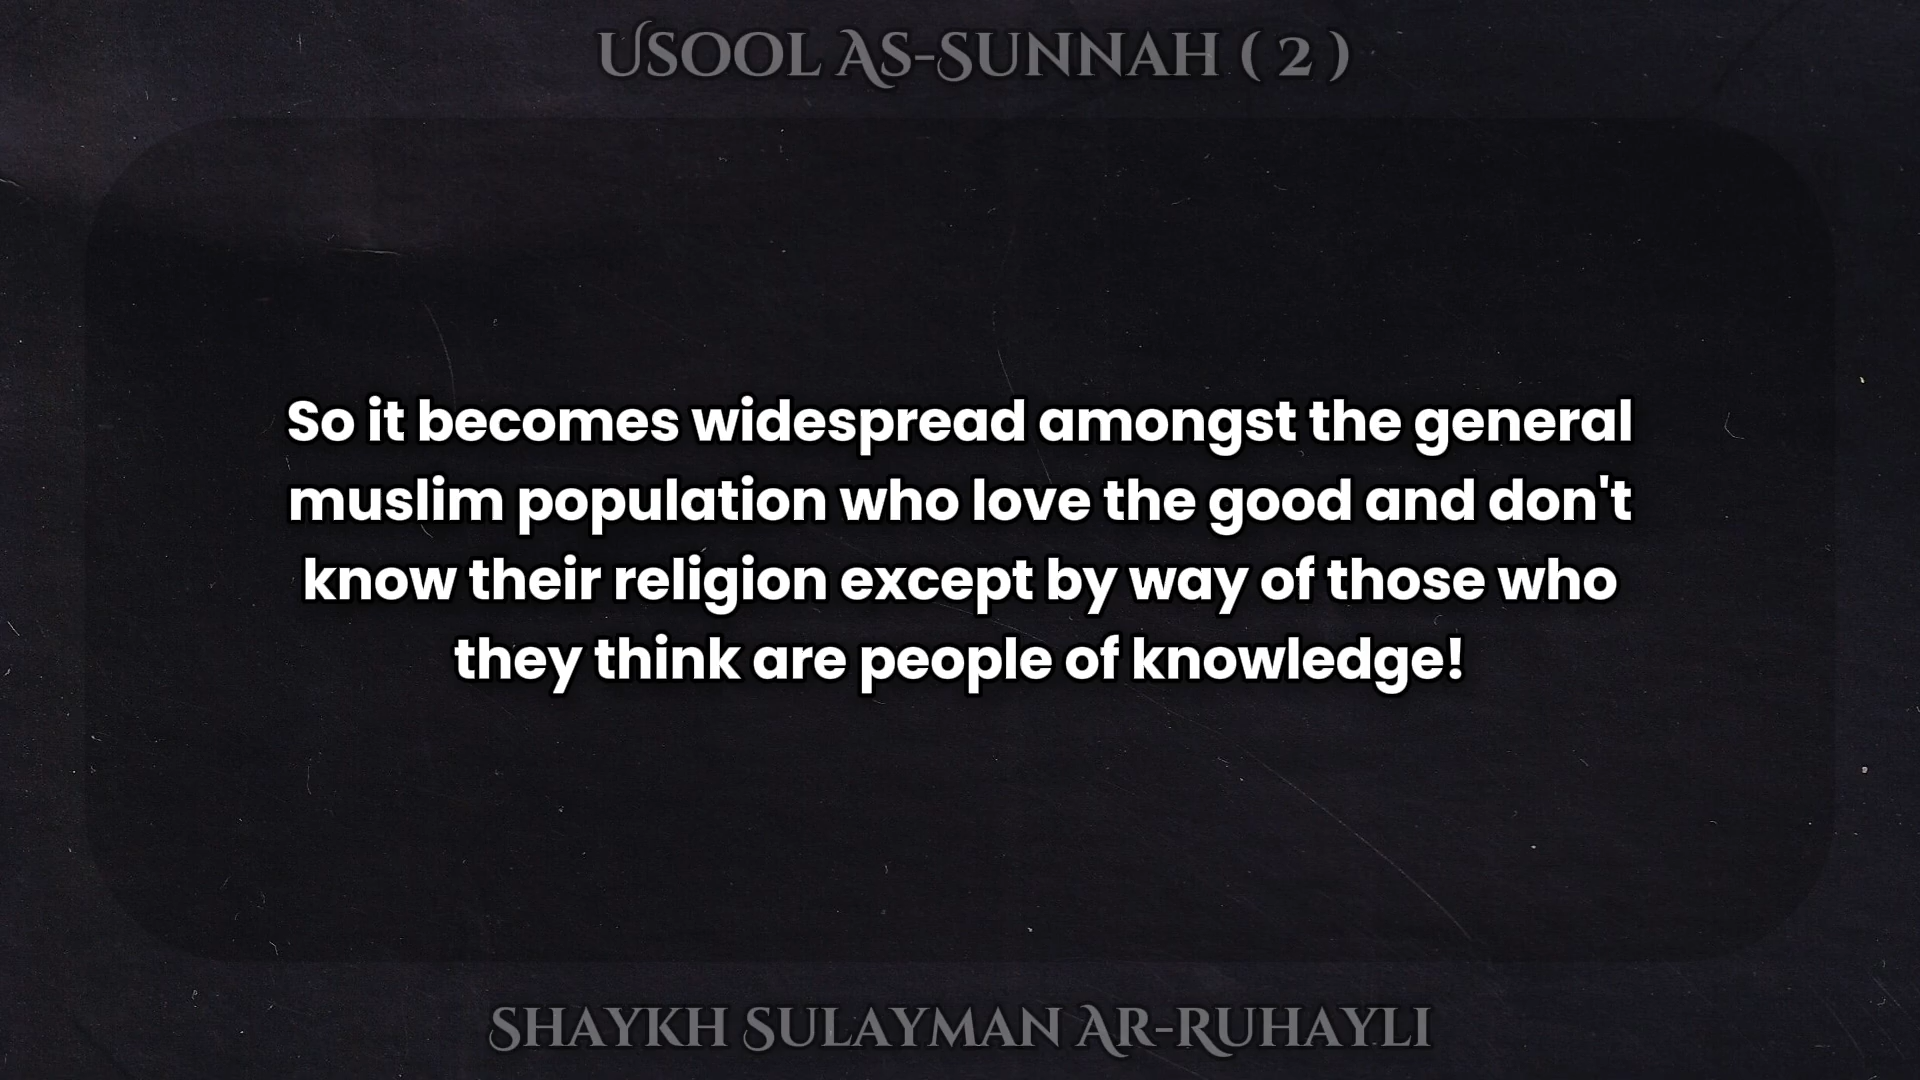 Usool As-Sunnah ( 2 )
So it becomes widespread amongst the general
muslim population who love the good and don't
know their religion except by way of those who
they think are people of knowledge!
Shaykh Sulayman Ar-Ruhayli